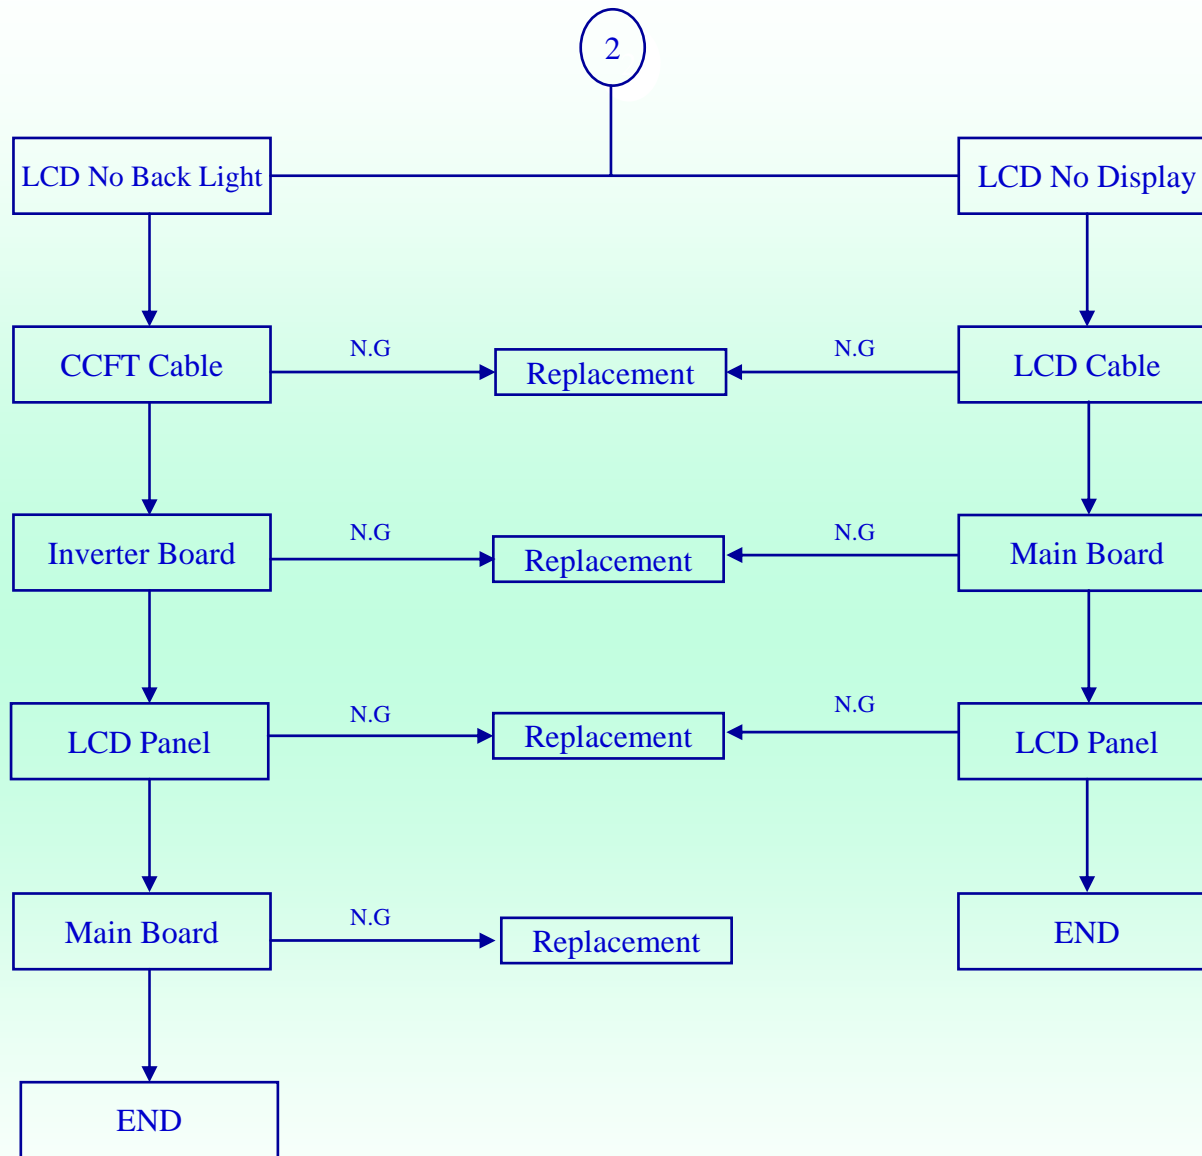 2
LCD No Back Light
LCD No Display
CCFT Cable
N.G
Replacement
N.G
LCD Cable
Inverter Board
N.G
Replacement
N.G
Main Board
LCD Panel
N.G
Replacement
N.G
LCD Panel
Main Board
N.G
Replacement
END
END